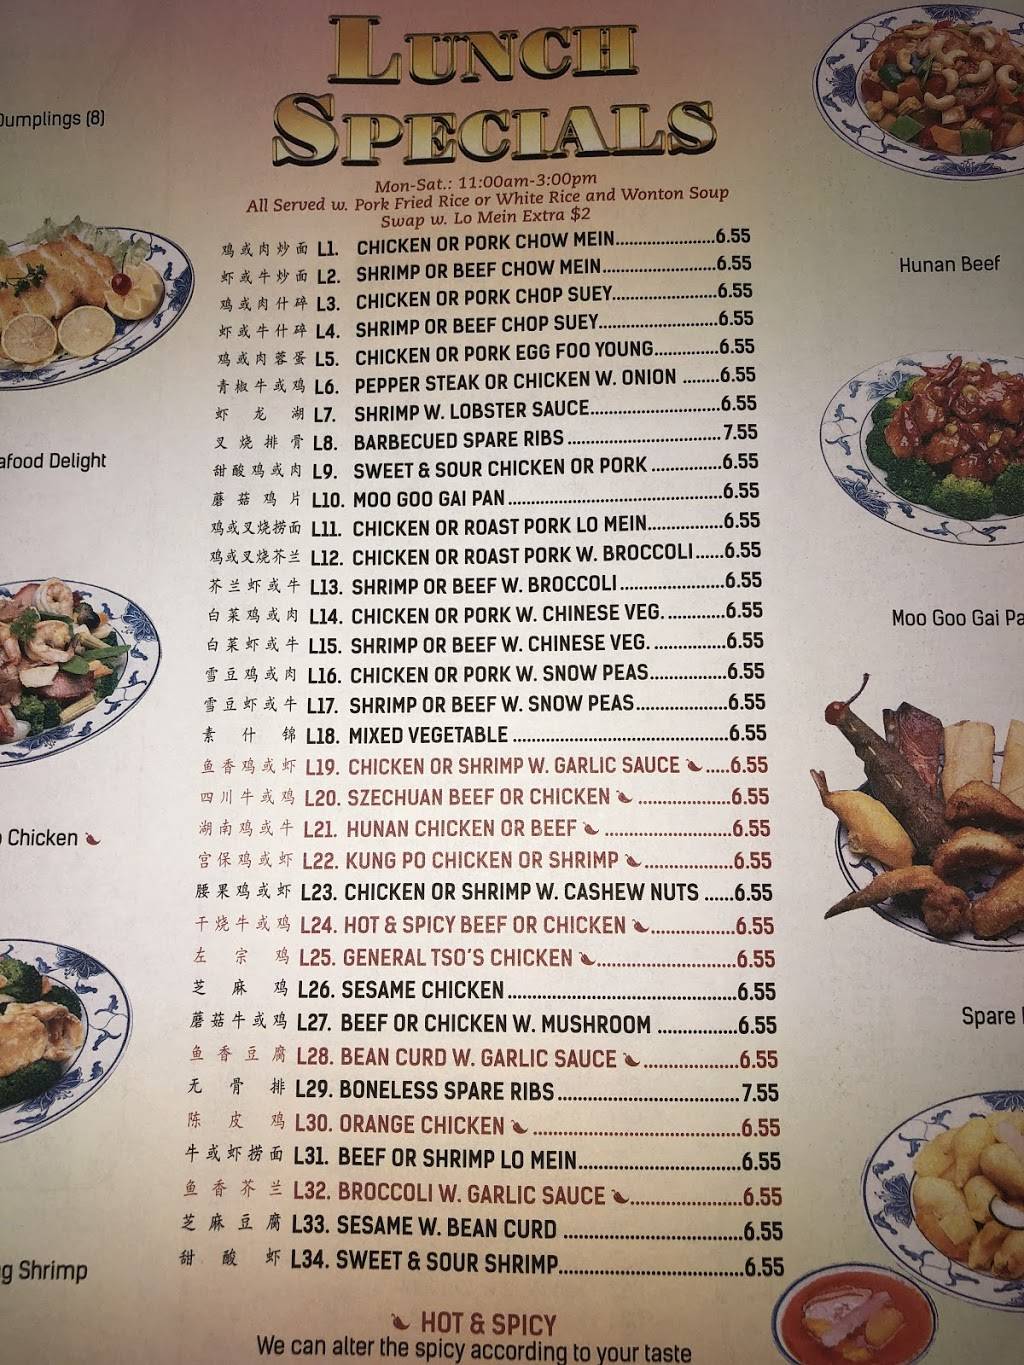 LUNCH
SPECIALS
Mon-Sat.: 11:00am-3:00pm
All Served w. Pork Fried Rice or White Rice and Wonton Soup
Swap w. Lo Mein Extra $2
鸡或肉炒面 L1. CHICKEN OR PORK CHOW MEIN.......................6.55
虾或牛炒面 L2. SHRIMP OR BEEF CHOW MEIN..........................6.55
鸡或肉什碎 L3. CHICKEN OR PORK CHOP SUEY........................6.55
虾或牛什碎 L4. SHRIMP OR BEEF CHOP SUEY...........................6.55
鸡或肉蓉蛋 L5. CHICKEN OR PORK EGG FOO YOUNG..............6.55
青椒牛或鸡 L6. PEPPER STEAK OR CHICKEN W. ONION ........6.55
虾龙湖 L7. SHRIMP W. LOBSTER SAUCE.............................6.55
叉烧排骨 L8. BARBECUED SPARE RIBS.................................. 7.55
甜酸鸡或肉 L9. SWEET & SOUR CHICKEN OR PORK ...............6.55
蘑菇鸡片 L10. MOO GOO GAI PAN...............................................6.55
鸡或叉烧捞面 L11. CHICKEN OR ROAST PORK LO MEIN................6.55
鸡或叉烧芥兰 L12. CHICKEN OR ROAST PORK W. BROCCOLI......6.55
芥兰虾或牛 L13. SHRIMP OR BEEF W. BROCCOLI.......................6.55
白菜鸡或肉 L14. CHICKEN OR PORK W. CHINESE VEG. ............6.55
白菜虾或牛 L15. SHRIMP OR BEEF W. CHINESE VEG. ...............6.55
雪豆鸡或肉 L16. CHICKEN OR PORK W. SNOW PEAS.................6.55
雪豆虾或牛 L17. SHRIMP OR BEEF W. SNOW PEAS....................6.55
素什锦 L18. MIXED VEGETABLE ...............................................6.55
鱼香鸡或虾 L19. CHICKEN OR SHRIMP W. GARLIC SAUCE .....6.55
四川牛或鸡 L20. SZECHUAN BEEF OR CHICKEN ....................6.55
湖南鸡或牛 L21. HUNAN CHICKEN OR BEEF ...........................6.55
宫保鸡或虾 L22. KUNG PO CHICKEN OR SHRIMP ...................6.55
腰果鸡或虾 L23. CHICKEN OR SHRIMP W. CASHEW NUTS ......6.55
干烧牛或鸡 L24. HOT & SPICY BEEF OR CHICKEN ..................6.55
左宗鸡 L25. GENERAL TSO'S CHICKEN ..............................6.55
芝麻鸡 L26. SESAME CHICKEN..................................................6.55
蘑菇牛或鸡 L27. BEEF OR CHICKEN W. MUSHROOM .................6.55
鱼香豆腐 L28. BEAN CURD W. GARLIC SAUCE .....................6.55
无骨排 L29. BONELESS SPARE RIBS........................................ 7.55
陈皮鸡 L30. ORANGE CHICKEN .............................................6.55
牛或虾捞面 L31. BEEF OR SHRIMP LO MEIN...................................6.55
鱼香芥兰 L32. BROCCOLI W. GARLIC SAUCE ........................6.55
芝麻豆腐 L33. SESAME W. BEAN CURD .......................................6.55
甜酸虾 L34. SWEET & SOUR SHRIMP........................................6.55
HOT & SPICY
We can alter the spicy according to your taste
Dumplings (8)
afood Delight
Chicken
g Shrimp
Hunan Beef
Moo Goo Gai Pa
Spare